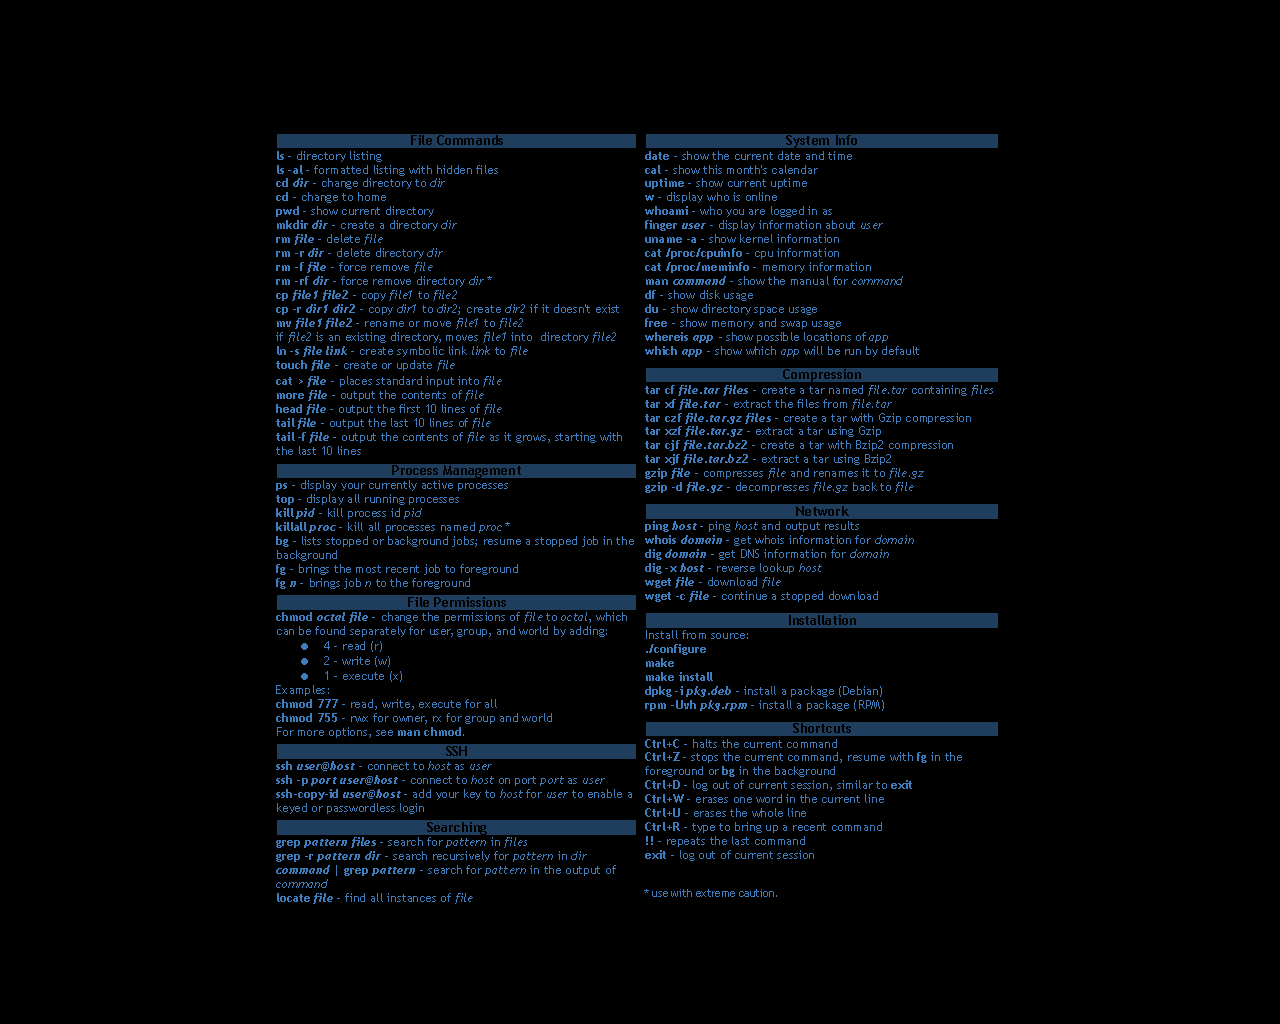 File Commands
ls - directory listing
ls -al - formatted listing with hidden files
cd dir - change directory to dir
cd - change to home
pwd - show current directory
mkdir dir - create a directory dir
rm file - delete file
rm -r dir - delete directory dir
rm -f file - force remove file
rm -rf dir - force remove directory dir *
cp file1 file2 - copy file1 to file2
cp -r dir1 dir2 - copy dir1 to dir2; create dir2 if it doesn't exist
mv file1 file2 - rename or move file1 to file2
if file2 is an existing directory, moves file1 into directory file2
ln -s file link - create symbolic link link to file
touch file - create or update file
cat > file - places standard input into file
more file - output the contents of file
head file - output the first 10 lines of file
tail file - output the last 10 lines of file
tail -f file - output the contents of file as it grows, starting with
the last 10 lines
Process Management
ps - display your currently active processes
top - display all running processes
kill pid - kill process id pid
killall proc - kill all processes named proc *
bg - lists stopped or background jobs; resume a stopped job in the
background
fg - brings the most recent job to foreground
fg n - brings job n to the foreground
File Permissions
chmod octal file - change the permissions of file to octal, which
can be found separately for user, group, and world by adding:
● 4 - read (r)
● 2 - write (w)
● 1 - execute (x)
Examples:
chmod 777 - read, write, execute for all
chmod 755 - rwx for owner, rx for group and world
For more options, see man chmod.
SSH
ssh user@host - connect to host as user
ssh -p port user@host - connect to host on port port as user
ssh-copy-id user@host - add your key to host for user to enable a
keyed or passwordless login
Searching
grep pattern files - search for pattern in files
grep -r pattern dir - search recursively for pattern in dir
command | grep pattern - search for pattern in the output of
command
locate file - find all instances of file
System Info
date - show the current date and time
cal - show this month's calendar
uptime - show current uptime
w - display who is online
whoami - who you are logged in as
finger user - display information about user
uname -a - show kernel information
cat /proc/cpuinfo - cpu information
cat /proc/meminfo - memory information
man command - show the manual for command
df - show disk usage
du - show directory space usage
free - show memory and swap usage
whereis app - show possible locations of app
which app - show which app will be run by default
Compression
tar cf file.tar files - create a tar named file.tar containing files
tar xf file.tar - extract the files from file.tar
tar czf file.tar.gz files - create a tar with Gzip compression
tar xzf file.tar.gz - extract a tar using Gzip
tar cjf file.tar.bz2 - create a tar with Bzip2 compression
tar xjf file.tar.bz2 - extract a tar using Bzip2
gzip file - compresses file and renames it to file.gz
gzip -d file.gz - decompresses file.gz back to file
Network
ping host - ping host and output results
whois domain - get whois information for domain
dig domain - get DNS information for domain
dig -x host - reverse lookup host
wget file - download file
wget -c file - continue a stopped download
Installation
Install from source:
./configure
make
make install
dpkg -i pkg.deb - install a package (Debian)
rpm -Uvh pkg.rpm - install a package (RPM)
Shortcuts
Ctrl+C - halts the current command
Ctrl+Z - stops the current command, resume with fg in the
foreground or bg in the background
Ctrl+D - log out of current session, similar to exit
Ctrl+W - erases one word in the current line
Ctrl+U - erases the whole line
Ctrl+R - type to bring up a recent command
!! - repeats the last command
exit - log out of current session
* use with extreme caution.